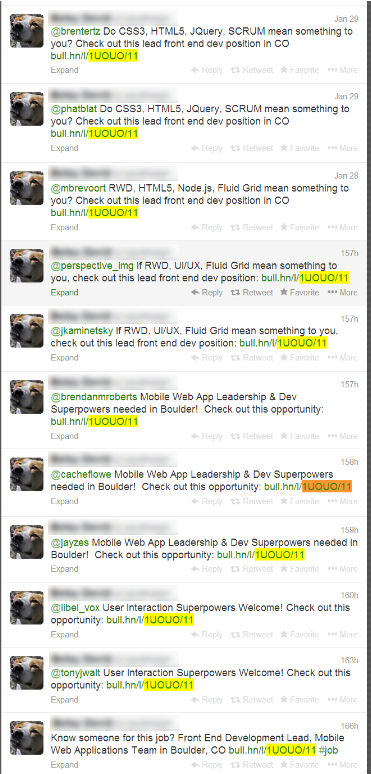 Jan 29
@brentertz Do CSS3, HTML5, JQuery, SCRUM mean something to
you? Check out this lead front end dev position in CO
bull.hn/l/1UOUO/11
Expand Reply Retweet Favorite More
Jan 29
@phatblat Do CSS3, HTML5, JQuery, SCRUM mean something to
you? Check out this lead front end dev position in CO
bull.hn/l/1UOUO/11
Expand Reply Retweet Favorite More
Jan 28
@mbrevoort RWD, HTML5, Node.js, Fluid Grid mean something to
you? Check out this lead front end dev position in CO
bull.hn/l/1UOUO/11
Expand Reply Retweet Favorite More
157h
@perspective_img If RWD, UI/UX, Fluid Grid mean something to
you, check out this lead front end dev position: bull.hn/l/1UOUO/11
Expand Reply Retweet Favorite More
157h
@jkaminetsky If RWD, UI/UX, Fluid Grid mean something to you,
check out this lead front end dev position: bull.hn/l/1UOUO/11
Expand Reply Retweet Favorite More
157h
@brendanmroberts Mobile Web App Leadership & Dev
Superpowers needed in Boulder! Check out this opportunity:
bull.hn/l/1UOUO/11
Expand Reply Retweet Favorite More
158h
@cacheflowe Mobile Web App Leadership & Dev Superpowers
needed in Boulder! Check out this opportunity: bull.hn/l/1UOUO/11
Expand Reply Retweet Favorite More
159h
@jayzes Mobile Web App Leadership & Dev Superpowers needed in
Boulder! Check out this opportunity: bull.hn/l/1UOUO/11
Expand Reply Retweet Favorite More
160h
@libel_vox User Interaction Superpowers Welcome! Check out this
opportunity: bull.hn/l/1UOUO/11
Expand Reply Retweet Favorite More
163h
@tonyjwalt User Interaction Superpowers Welcome! Check out this
opportunity: bull.hn/l/1UOUO/11
Expand Reply Retweet Favorite More
166h
Know someone for this job? Front End Development Lead, Mobile
Web Applications Team in Boulder, CO bull.hn/l/1UOUO/11 #job
Expand Reply Retweet Favorite More